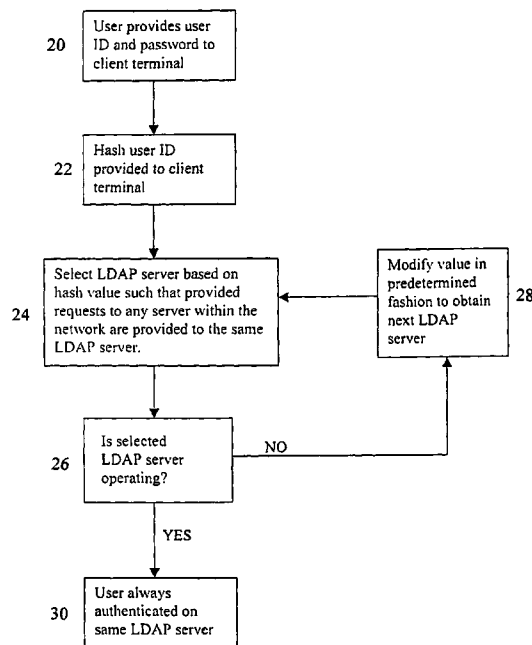 20
User provides user
ID and password to
client terminal
22
Hash user ID
provided to client
terminal
24
Select LDAP server based on
hash value such that provided
requests to any server within the
network are provided to the same
LDAP server.
Modify value in
predetermined
fashion to obtain
next LDAP
server
28
26
Is selected
LDAP server
operating?
NO
YES
30
User always
authenticated on
same LDAP server